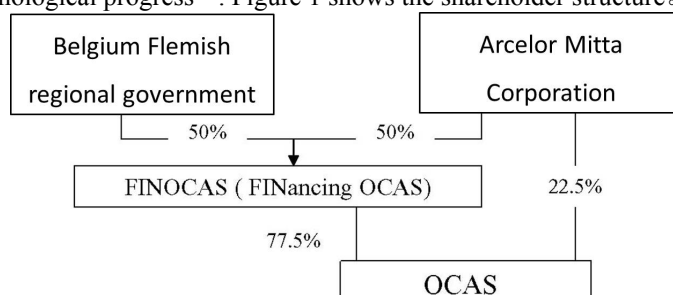 nological progress . Figure 1 shows the shareholder structure
Belgium Flemish
regional government
Arcelor Mitta
Corporation
50%
50%
FINOCAS ( FINancing OCAS)
22.5%
77.5%
OCAS